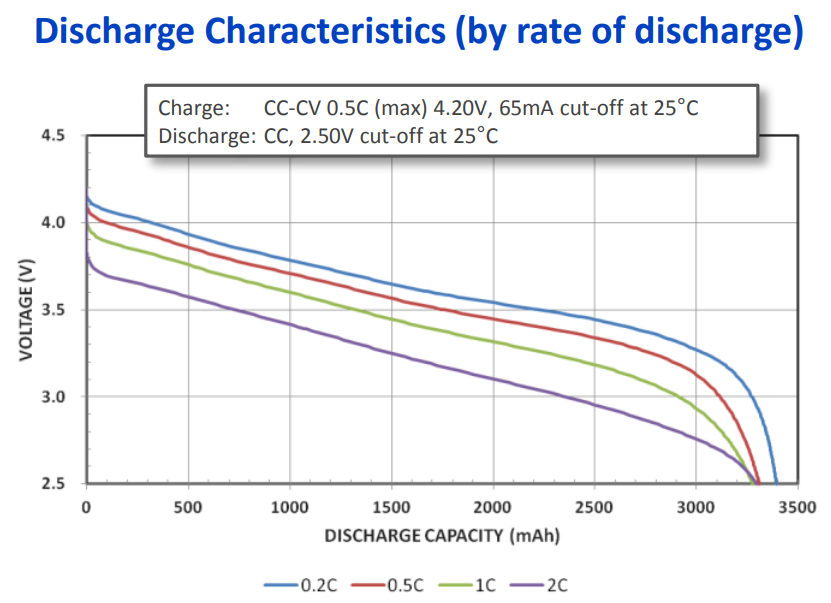 Discharge Characteristics (by rate of discharge)
Charge: CC-CV 0.5C (max) 4.20V, 65mA cut-off at 25°C
Discharge: CC, 2.50V cut-off at 25°C
4.5
4.0
3.5
3.0
2.5
VOLTAGE (V)
0 500 1000 1500 2000 2500 3000 3500
DISCHARGE CAPACITY (mAh)
0.2C 0.5C 1C 2C